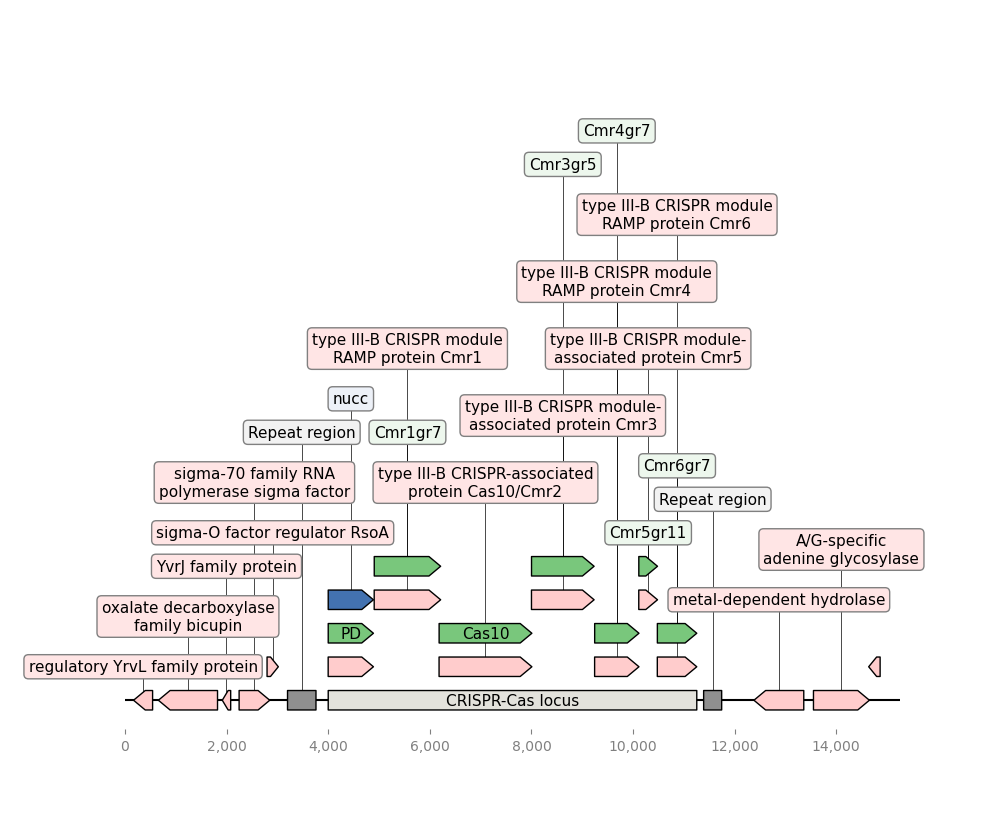 Cmr4gr7
Cmr3gr5
type III-B CRISPR module
RAMP protein Cmr6
type III-B CRISPR module
RAMP protein Cmr4
type III-B CRISPR module
RAMP protein Cmr1
type III-B CRISPR module-
associated protein Cmr5
nucc
type III-B CRISPR module-
associated protein Cmr3
Repeat region
Cmr1gr7
Cmr6gr7
sigma-70 family RNA
polymerase sigma factor
type III-B CRISPR-associated
protein Cas10/Cmr2
Repeat region
sigma-O factor regulator RsoA
Cmr5gr11
A/G-specific
adenine glycosylase
YvrJ family protein
metal-dependent hydrolase
oxalate decarboxylase
family bicupin
PD
Cas10
regulatory YrvL family protein
CRISPR-Cas locus
0
2,000
4,000
6,000
8,000
10,000
12,000
14,000